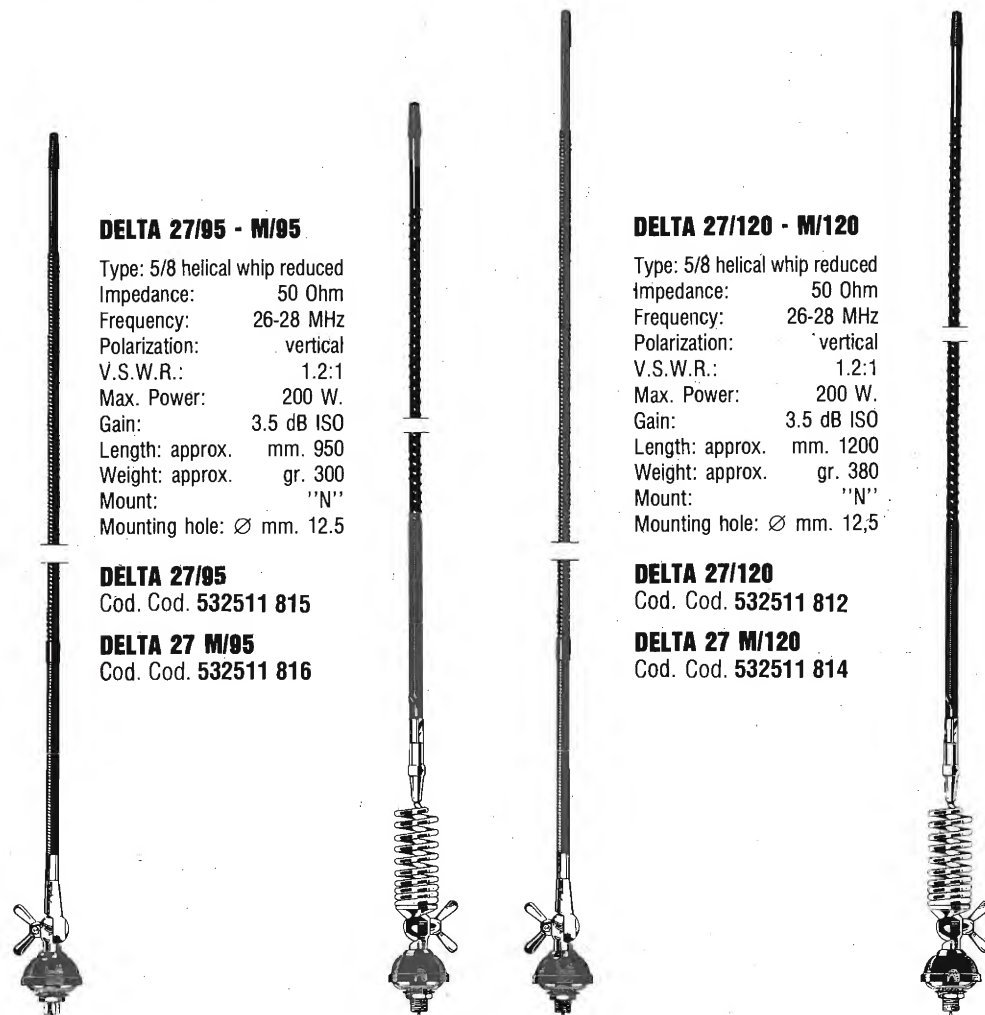 DELTA 27/95 - M/95
Type: 5/8 helical whip reduced
Impedance: 50 Ohm
Frequency: 26-28 MHz
Polarization: vertical
V.S.W.R.: 1.2:1
Max. Power: 200 W.
Gain: 3.5 dB ISO
Length: approx. mm. 950
Weight: approx. gr. 300
Mount: ''N''
Mounting hole: Ø mm. 12.5
DELTA 27/95
Cod. Cod. 532511 815
DELTA 27 M/95
Cod. Cod. 532511 816
DELTA 27/120 - M/120
Type: 5/8 helical whip reduced
Impedance: 50 Ohm
Frequency: 26-28 MHz
Polarization: vertical
V.S.W.R.: 1.2:1
Max. Power: 200 W.
Gain: 3.5 dB ISO
Length: approx. mm. 1200
Weight: approx. gr. 380
Mount: ''N''
Mounting hole: Ø mm. 12,5
DELTA 27/120
Cod. Cod. 532511 812
DELTA 27 M/120
Cod. Cod. 532511 814